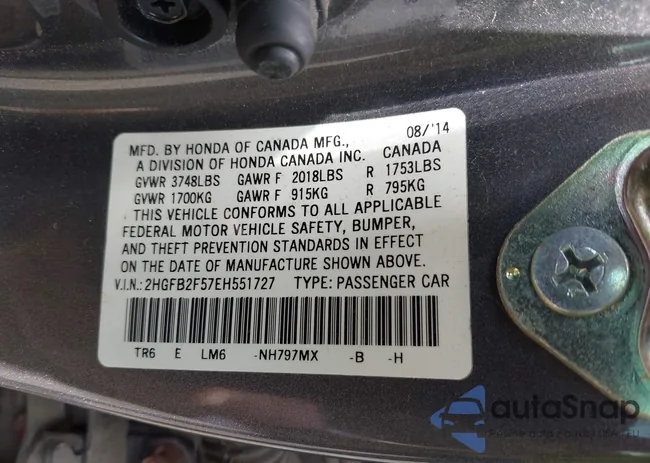 MFD. BY HONDA OF CANADA MFG., 08/'14
A DIVISION OF HONDA CANADA INC. CANADA
GVWR 3748LBS GAWR F 2018LBS R 1753LBS
GVWR 1700KG GAWR F 915KG R 795KG
THIS VEHICLE CONFORMS TO ALL APPLICABLE
FEDERAL MOTOR VEHICLE SAFETY, BUMPER,
AND THEFT PREVENTION STANDARDS IN EFFECT
ON THE DATE OF MANUFACTURE SHOWN ABOVE.
V.I.N.: 2HGFB2F57EH551727 TYPE: PASSENGER CAR
TR6 E LM6 -NH797MX -B -H
autoSnap